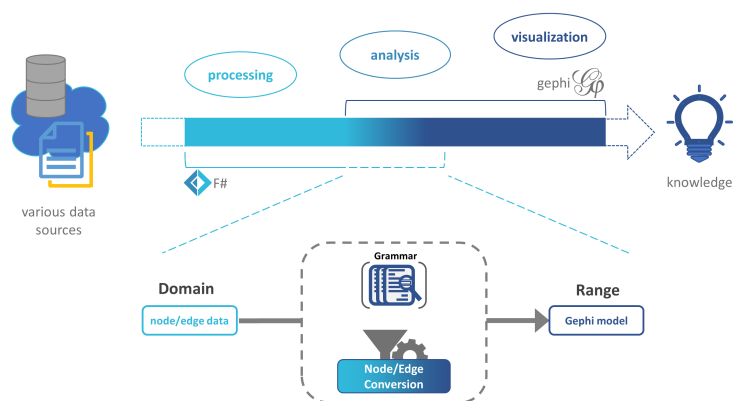 visualization
analysis
processing
gephi
F#
various data
sources
knowledge
Grammar
Domain
Range
node/edge data
Gephi model
Node/Edge
Conversion